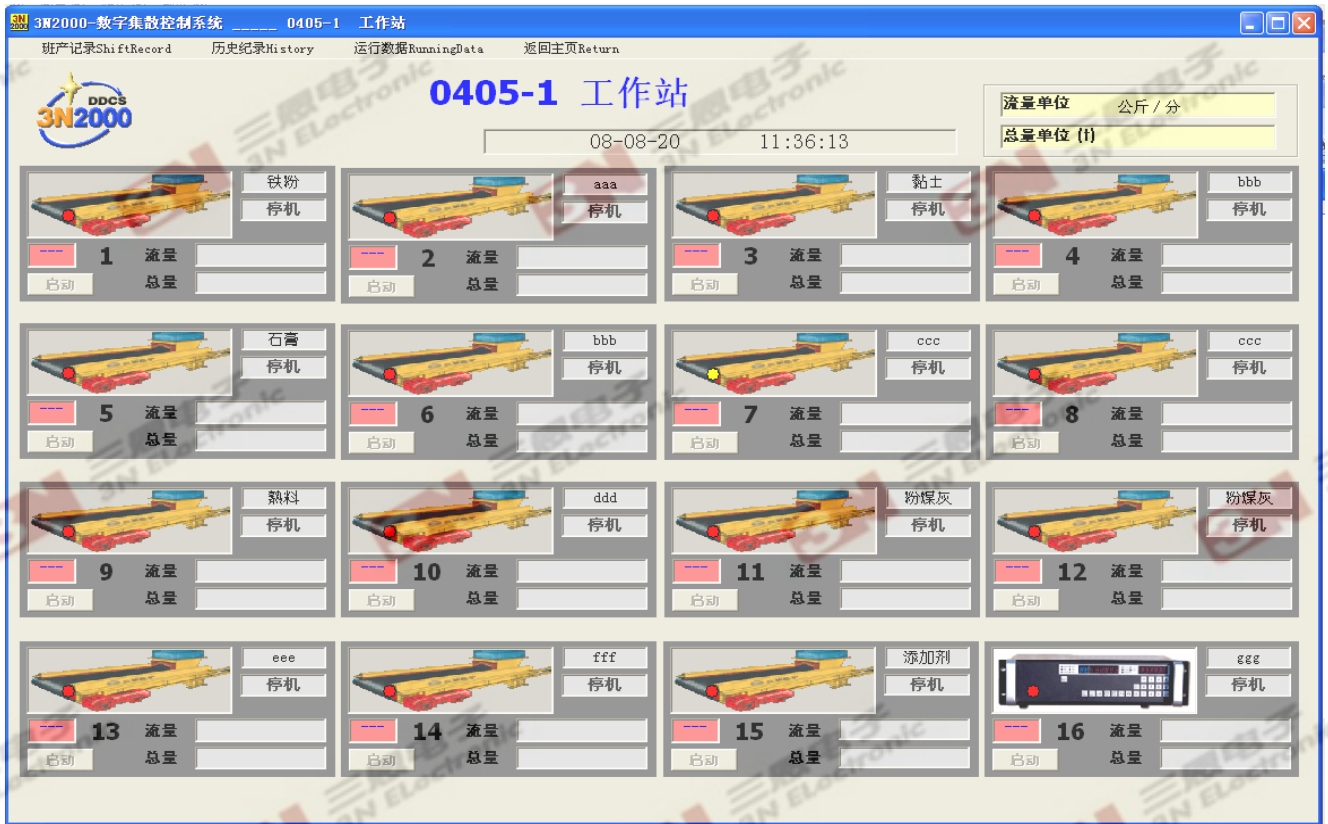 3N2000-数字集散控制系统 _____ 0405-1 工作站
班产记录ShiftRecord 历史纪录History 运行数据RunningData 返回主页Return
DDCS
3N2000
0405-1 工作站
08-08-20 11:36:13
流量单位 公斤 / 分
总量单位 (t)
铁粉
停机
--- 1 流量
启动 总量
aaa
停机
--- 2 流量
启动 总量
黏土
停机
--- 3 流量
启动 总量
bbb
停机
--- 4 流量
启动 总量
石膏
停机
--- 5 流量
启动 总量
bbb
停机
--- 6 流量
启动 总量
ccc
停机
--- 7 流量
启动 总量
ccc
停机
--- 8 流量
启动 总量
熟料
停机
--- 9 流量
启动 总量
ddd
停机
--- 10 流量
启动 总量
粉煤灰
停机
--- 11 流量
启动 总量
粉煤灰
停机
--- 12 流量
启动 总量
eee
停机
--- 13 流量
启动 总量
fff
停机
--- 14 流量
启动 总量
添加剂
停机
--- 15 流量
启动 总量
ggg
停机
--- 16 流量
启动 总量
三恩电子
3N ELectronic